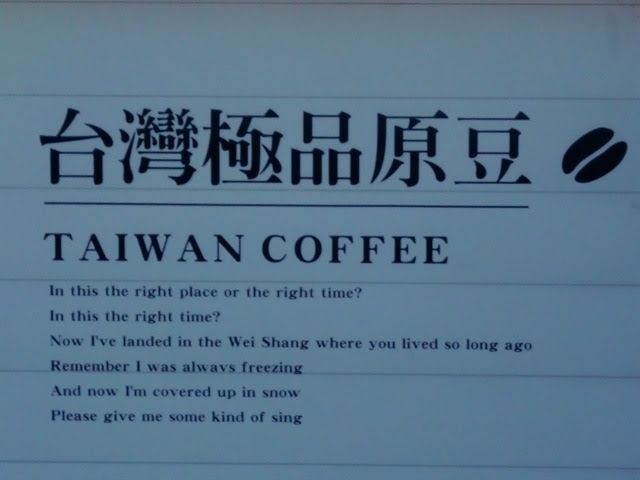 台灣極品原豆
TAIWAN COFFEE
In this the right place or the right time?
In this the right time?
Now I've landed in the Wei Shang where you lived so long ago
Remember I was always freezing
And now I'm covered up in snow
Please give me some kind of sing